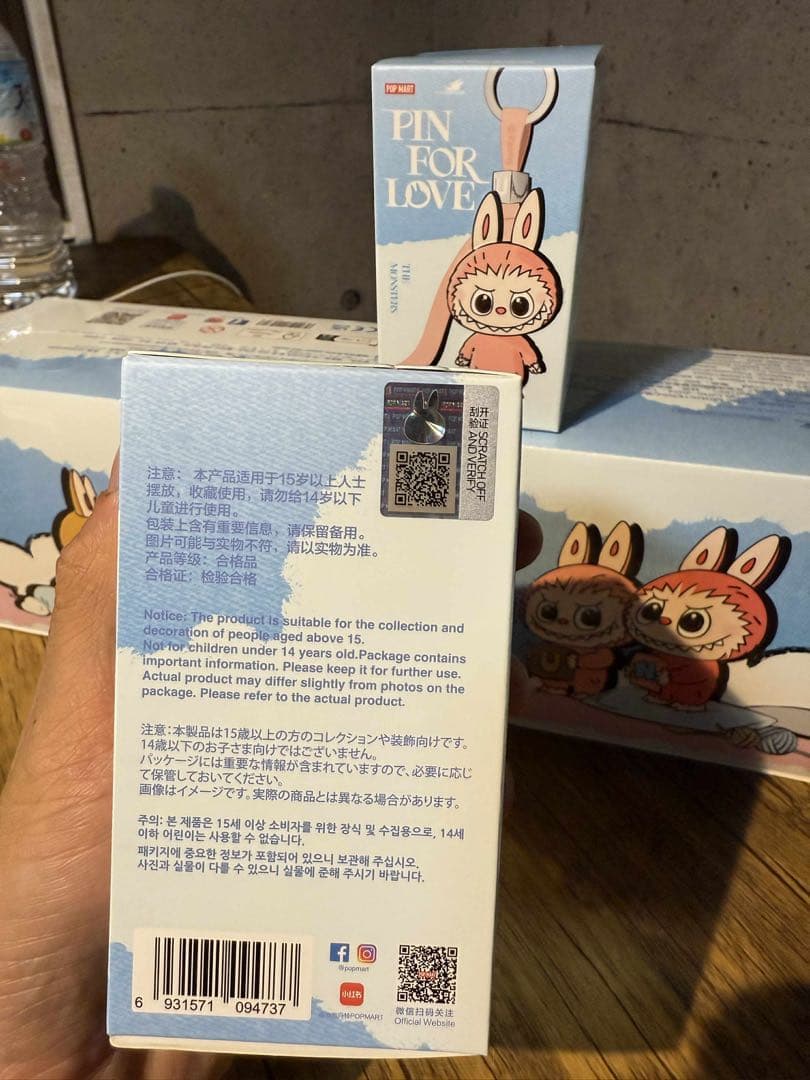 POP MART
PIN
FOR
LOVE
THE
MONSTERS
开证 SCRATCH OFF
刮验 AND VERIFY
注意： 本产品适用于15岁以上人士
摆放，收藏使用，请勿给14岁以下
儿童进行使用。
包装上含有重要信息，请保留备用。
图片可能与实物不符，请以实物为准。
产品等级：合格品
合格证：检验合格
Notice: The product is suitable for the collection and
decoration of people aged above 15.
Not for children under 14 years old.Package contains
important information. Please keep it for further use.
Actual product may differ slightly from photos on the
package. Please refer to the actual product.
注意:本製品は15歳以上の方のコレクションや装飾向けです。
14歳以下のお子さま向けではございません。
パッケージには重要な情報が含まれていますので、必要に応じ
て保管しておいてください。
画像はイメージです。実際の商品とは異なる場合があります。
주의: 본 제품은 15세 이상 소비자를 위한 장식 및 수집용으로, 14세
이하 어린이는 사용할 수 없습니다.
패키지에 중요한 정보가 포함되어 있으니 보관해 주십시오.
사진과 실물이 다를 수 있으니 실물에 준해 주시기 바랍니다.
6 931571 094737
@popmart
小红书
POPMART
微信扫码关注
Official Website